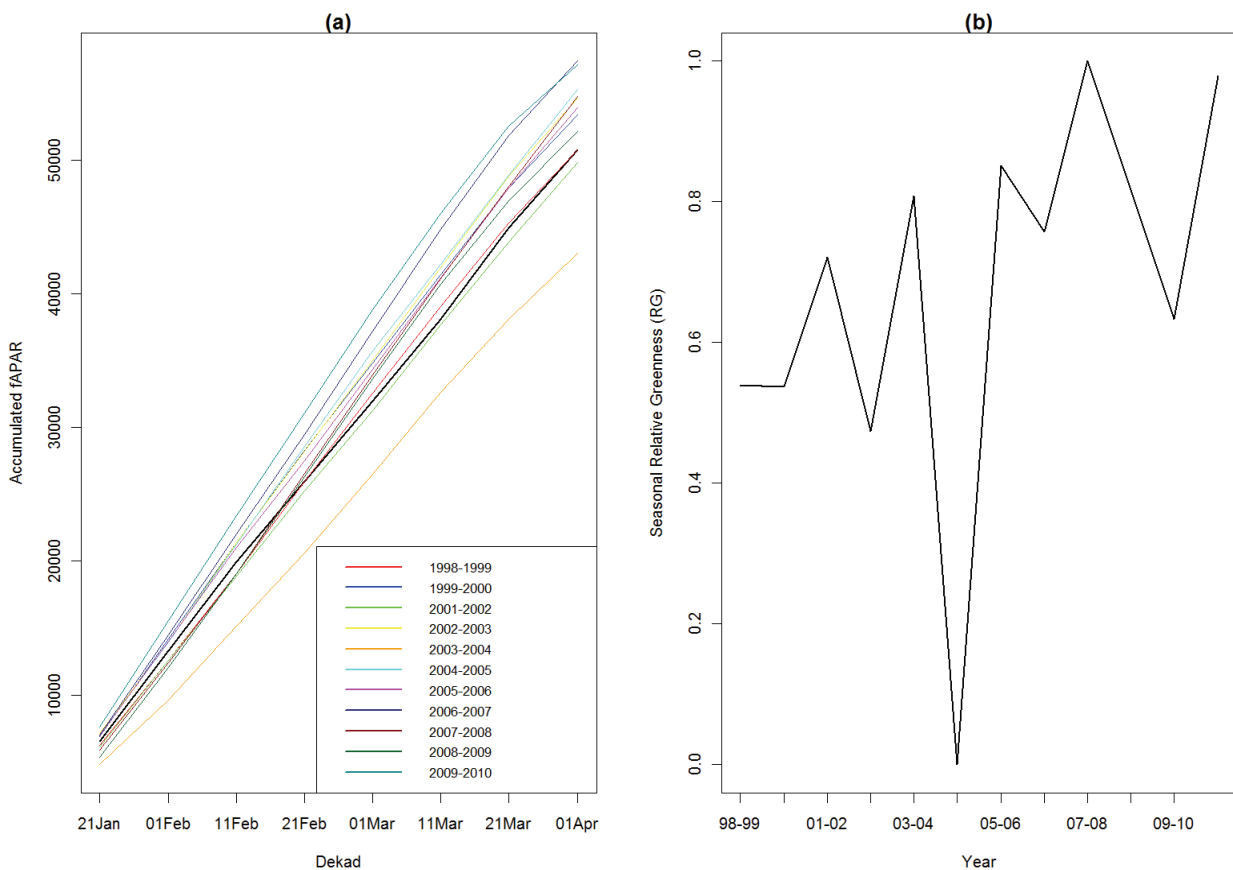 (a)
Accumulated fAPAR
50000
40000
30000
20000
10000
1998-1999
1999-2000
2001-2002
2002-2003
2003-2004
2004-2005
2005-2006
2006-2007
2007-2008
2008-2009
2009-2010
21Jan 01Feb 11Feb 21Feb 01Mar 11Mar 21Mar 01Apr
Dekad
(b)
Seasonal Relative Greenness (RG)
1.0
0.8
0.6
0.4
0.2
0.0
98-99 01-02 03-04 05-06 07-08 09-10
Year